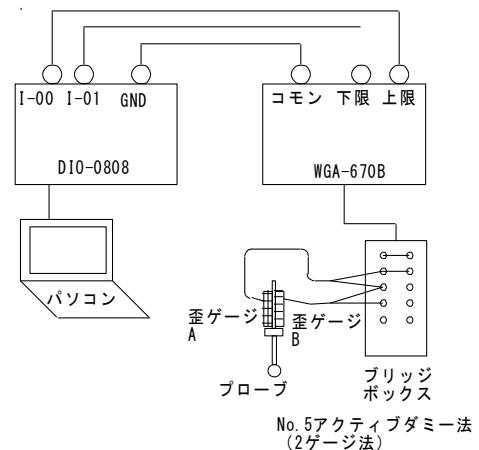 I-00 I-01 GND
コモン 下限 上限
DIO-0808
WGA-670B
パソコン
歪ゲージ
A
歪ゲージ
B
プローブ
ブリッジ
ボックス
No.5アクティブダミー法
(2ゲージ法)